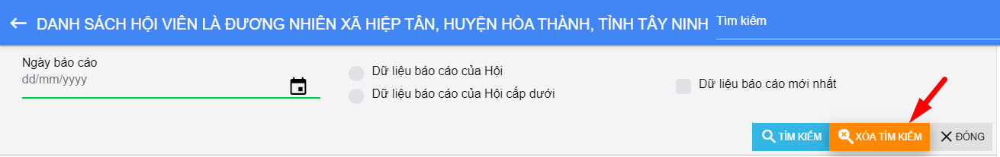 DANH SÁCH HỘI VIÊN LÀ ĐƯƠNG NHIÊN XÃ HIỆP TÂN, HUYỆN HÒA THÀNH, TỈNH TÂY NINH
Tìm kiếm
Ngày báo cáo
dd/mm/yyyy
Dữ liệu báo cáo của Hội
Dữ liệu báo cáo của Hội cấp dưới
Dữ liệu báo cáo mới nhất
TÌM KIẾM
XÓA TÌM KIẾM
ĐÓNG